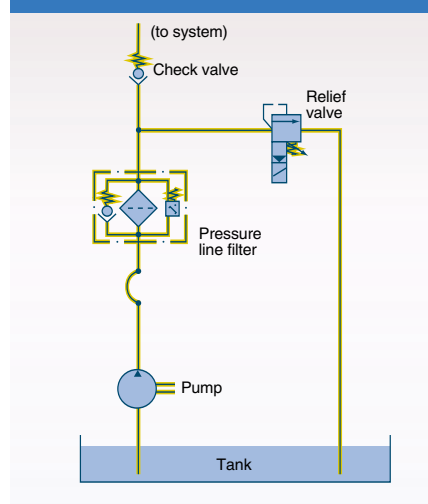 (to system)
Check valve
Relief
valve
Pressure
line filter
Pump
Tank